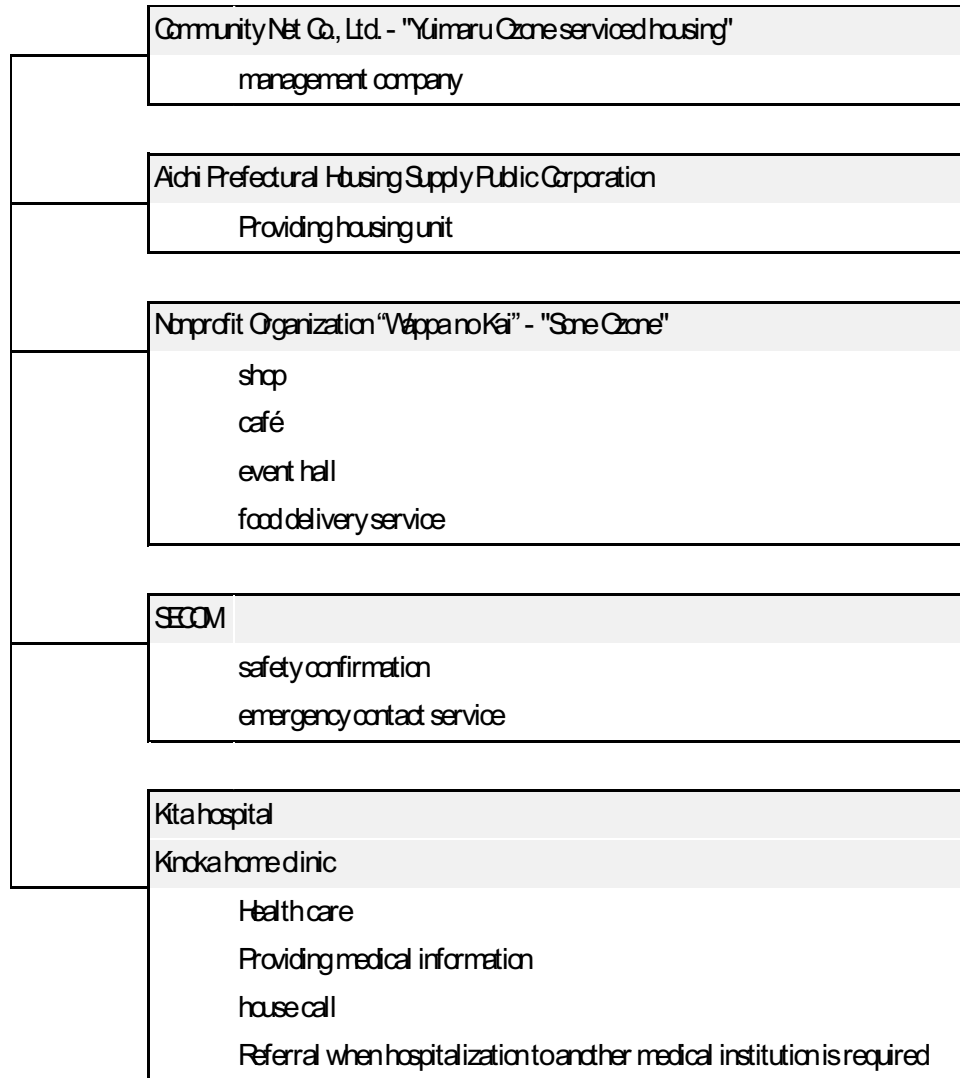 Community Net Co., Ltd. - "Yuimaru Ozone serviced housing"
management company
Aichi Prefectural Housing Supply Public Corporation
Providing housing unit
Nonprofit Organization “Wappa no Kai” - "Sone Ozone"
shop
café
event hall
food delivery service
SECOM
safety confirmation
emergency contact service
Kita hospital
Kinoka home clinic
Health care
Providing medical information
house call
Referral when hospitalization to another medical institution is required